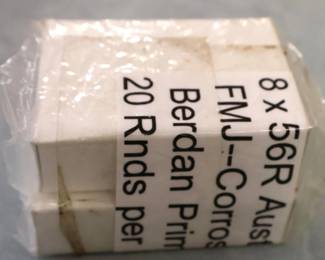 8 x 56R Aust
FMJ--Corros
Berdan Prim
20 Rnds per